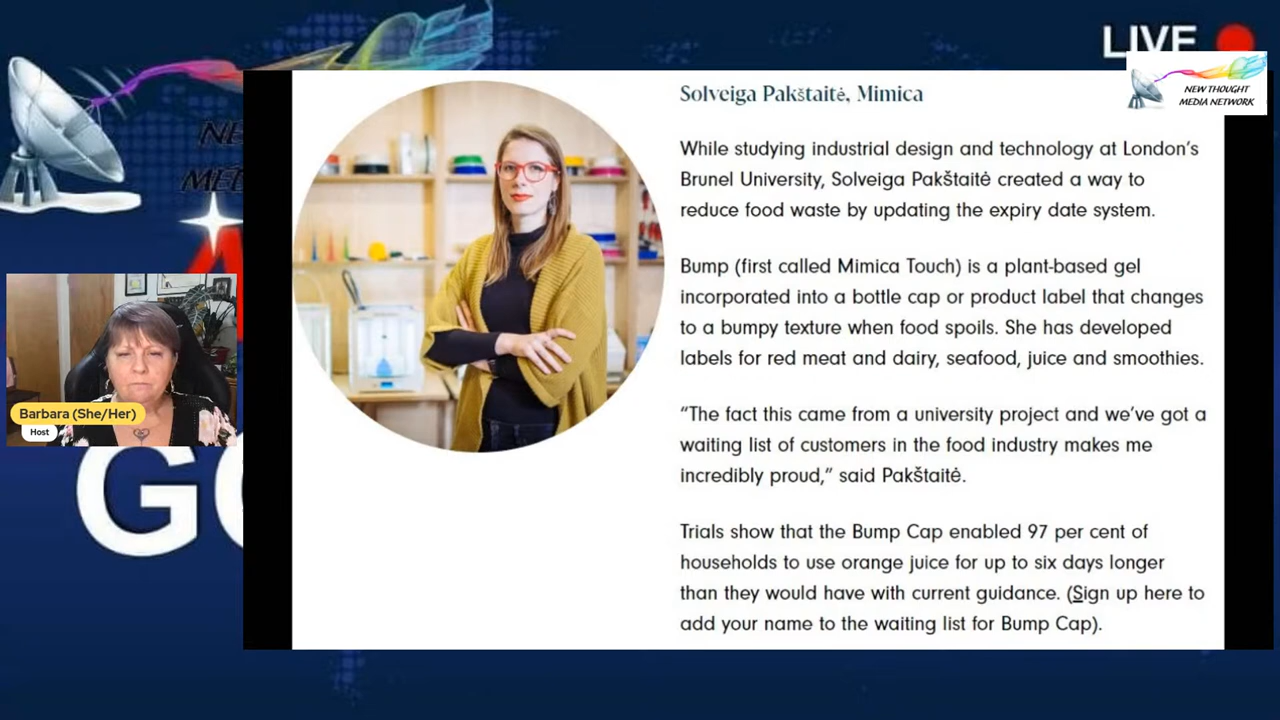 LIVE
NEW THOUGHT
MEDIA NETWORK
Solveiga Pakštaitė, Mimica
While studying industrial design and technology at London’s
Brunel University, Solveiga Pakštaitė created a way to
reduce food waste by updating the expiry date system.
Bump (first called Mimica Touch) is a plant-based gel
incorporated into a bottle cap or product label that changes
to a bumpy texture when food spoils. She has developed
labels for red meat and dairy, seafood, juice and smoothies.
“The fact this came from a university project and we’ve got a
waiting list of customers in the food industry makes me
incredibly proud,” said Pakštaitė.
Trials show that the Bump Cap enabled 97 per cent of
households to use orange juice for up to six days longer
than they would have with current guidance. (Sign up here to
add your name to the waiting list for Bump Cap).
Barbara (She/Her)
Host